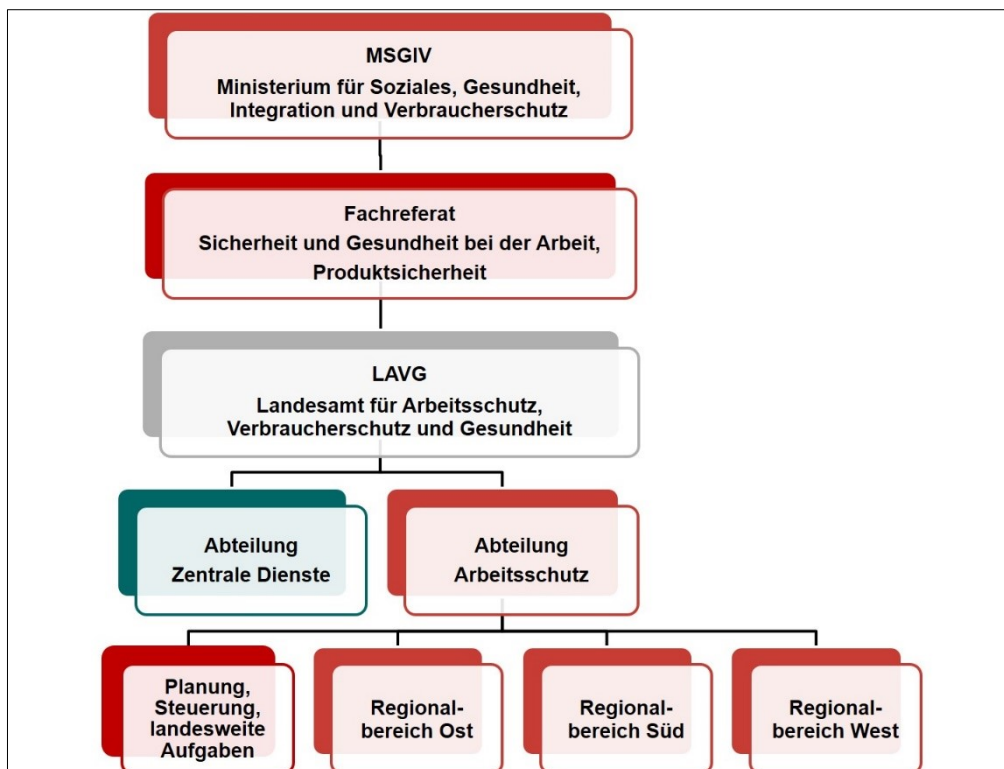 MSGIV
Ministerium für Soziales, Gesundheit,
Integration und Verbraucherschutz
Fachreferat
Sicherheit und Gesundheit bei der Arbeit,
Produktsicherheit
LAVG
Landesamt für Arbeitsschutz,
Verbraucherschutz und Gesundheit
Abteilung
Zentrale Dienste
Abteilung
Arbeitsschutz
Planung,
Steuerung,
landesweite
Aufgaben
Regional-
bereich Ost
Regional-
bereich Süd
Regional-
bereich West